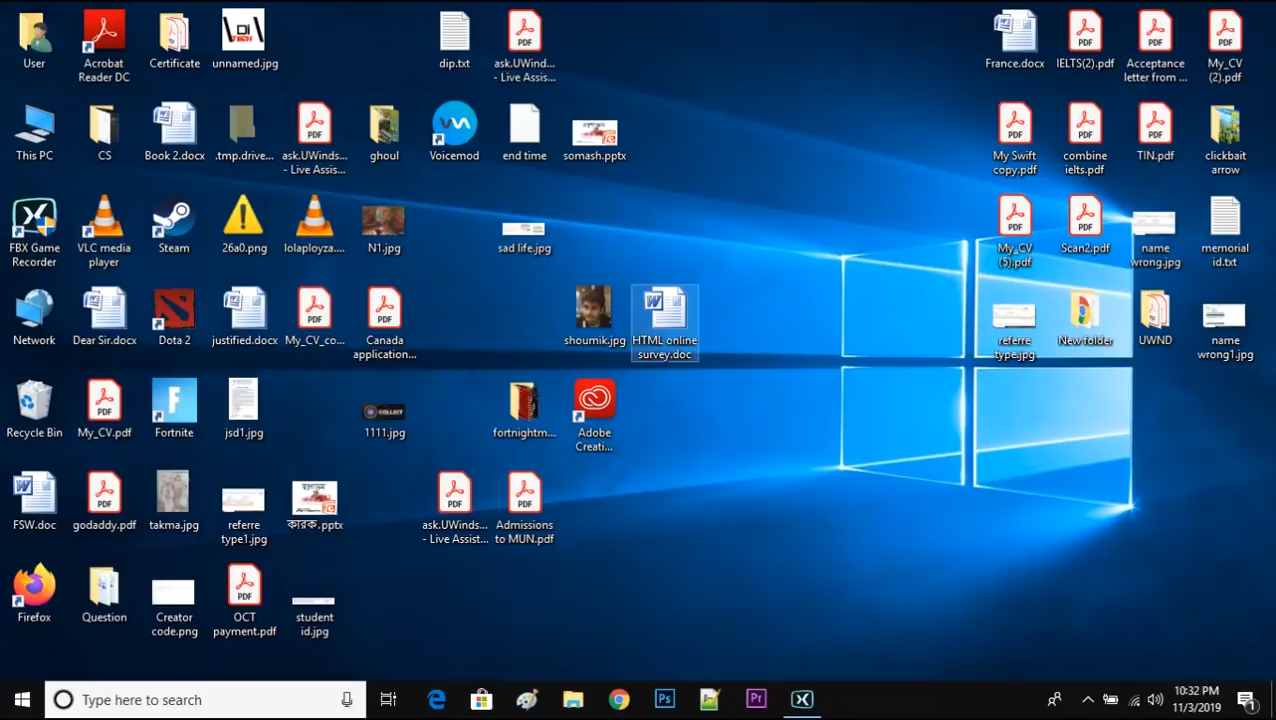 User
Acrobat
Reader DC
Certificate
unnamed.jpg
dip.txt
ask.UWind...
- Live Assis...
France.docx
IELTS(2).pdf
Acceptance
letter from ...
My_CV
(2).pdf
This PC
CS
Book 2.docx
.tmp.drive...
ask.UWinds...
- Live Assis...
ghoul
Voicemod
end time
somash.pptx
My Swift
copy.pdf
combine
ielts.pdf
TIN.pdf
clickbait
arrow
FBX Game
Recorder
VLC media
player
Steam
26a0.png
lolaployza....
N1.jpg
sad life.jpg
My_CV
(5).pdf
Scan2.pdf
name
wrong.jpg
memorial
id.txt
Network
Dear Sir.docx
Dota 2
justified.docx
My_CV_co...
Canada
application...
shoumik.jpg
HTML online
survey.doc
referre
type.jpg
New folder
UWND
name
wrong1.jpg
Recycle Bin
My_CV.pdf
Fortnite
jsd1.jpg
COLLECT
1111.jpg
fortnightm...
Adobe
Creati...
FSW.doc
godaddy.pdf
takma.jpg
referre
type1.jpg
কারক.pptx
ask.UWinds...
- Live Assist...
Admissions
to MUN.pdf
Firefox
Question
Creator
code.png
OCT
payment.pdf
student
id.jpg
Type here to search
Ps
Pr
10:32 PM
11/3/2019
1